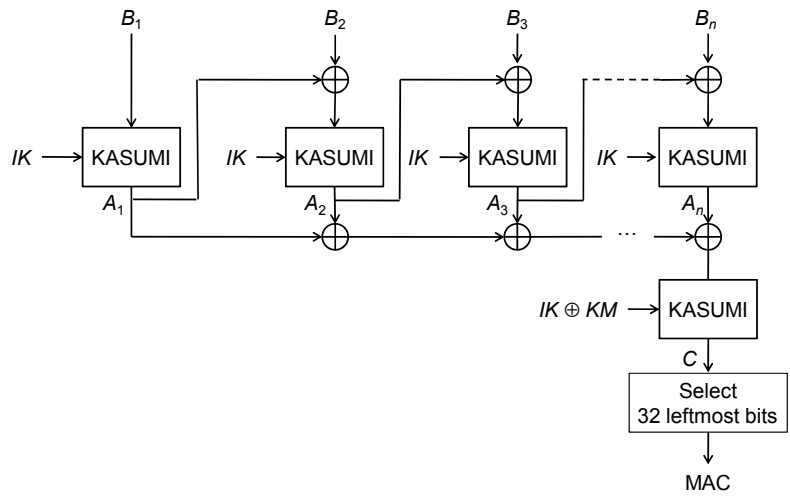 B1 B2 B3 Bn
IK KASUMI IK KASUMI IK KASUMI IK KASUMI
A1 A2 A3 An
...
IK ⊕ KM KASUMI
C
Select
32 leftmost bits
MAC